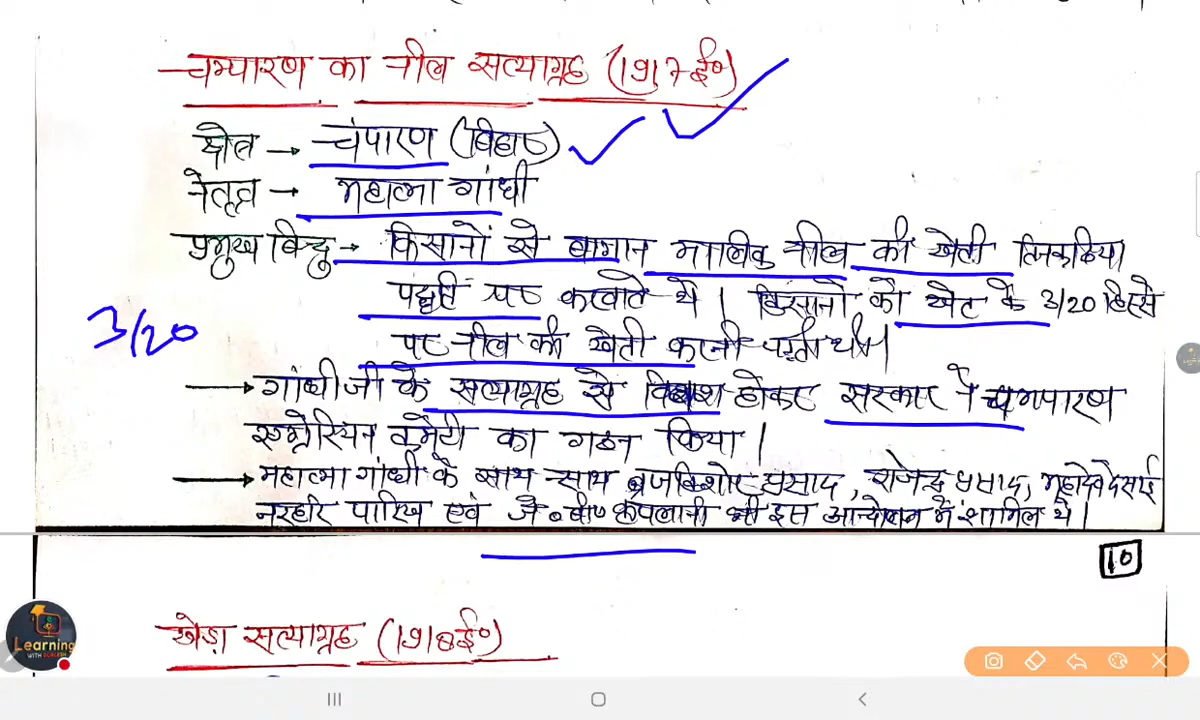 चम्पारण का नील सत्याग्रह (1917 ई०)
क्षेत्र → चंपारण (बिहार)
नेतृत्व → महात्मा गांधी
प्रमुख बिन्दु → किसानों से बागान मालिक नील की खेती तिनकठिया
पद्धति पर करवाते थे। किसानों को खेत के 3/20 हिस्से
3/20
पर नील की खेती करनी पड़ती थी।
→ गांधीजी के सत्याग्रह से विवश होकर सरकार ने चम्पारण
एग्रेरियन कमेटी का गठन किया।
→ महात्मा गांधी के साथ-साथ ब्रजकिशोर प्रसाद, राजेन्द्र प्रसाद, महादेव देसाई
नरहरि पारिख एवं जे०बी० कृपलानी भी इस आन्दोलन में शामिल थे।
10
खेड़ा सत्याग्रह (1918 ई०)
Learning